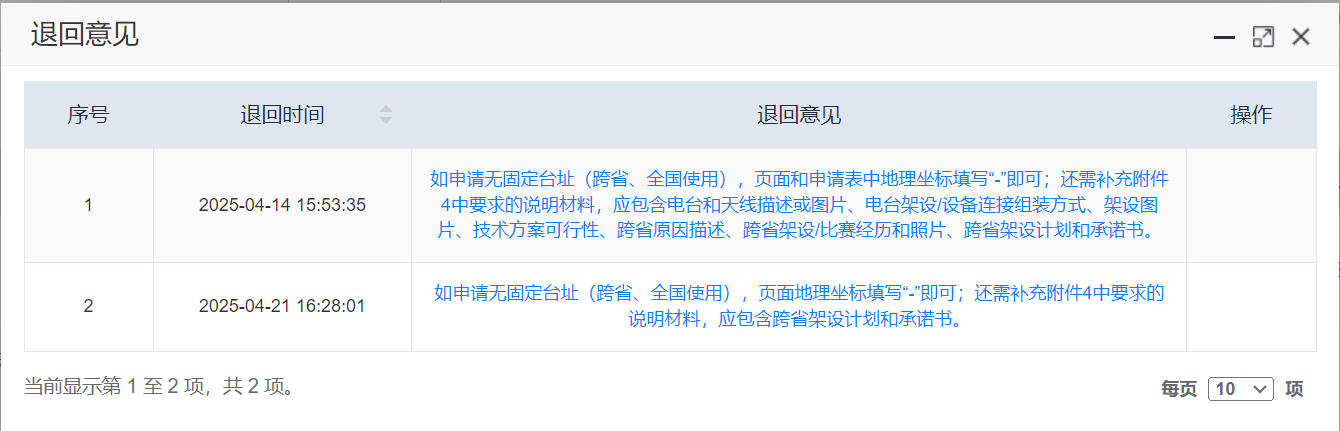 退回意见
序号 退回时间 退回意见 操作
1 2025-04-14 15:53:35 如申请无固定台址（跨省、全国使用），页面和申请表中地理坐标填写“-”即可；还需补充附件
4中要求的说明材料，应包含电台和天线描述或图片、电台架设/设备连接组装方式、架设图
片、技术方案可行性、跨省原因描述、跨省架设/比赛经历和照片、跨省架设计划和承诺书。
2 2025-04-21 16:28:01 如申请无固定台址（跨省、全国使用），页面地理坐标填写“-”即可；还需补充附件4中要求的
说明材料，应包含跨省架设计划和承诺书。
当前显示第 1 至 2 项，共 2 项。 每页 10 项